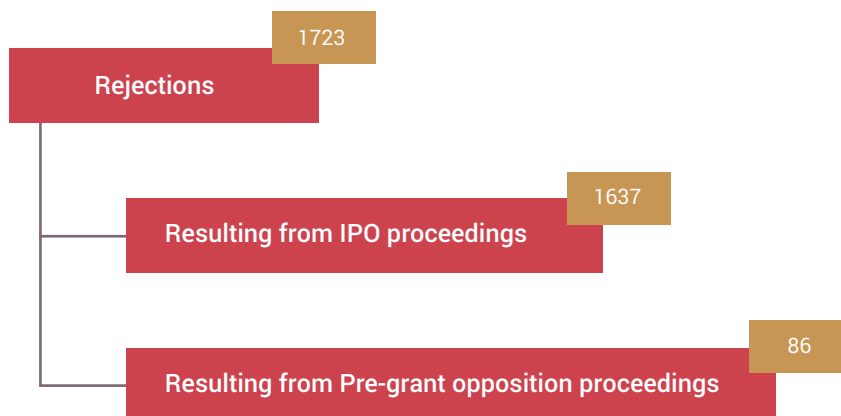 1723
Rejections
1637
Resulting from IPO proceedings
86
Resulting from Pre-grant opposition proceedings